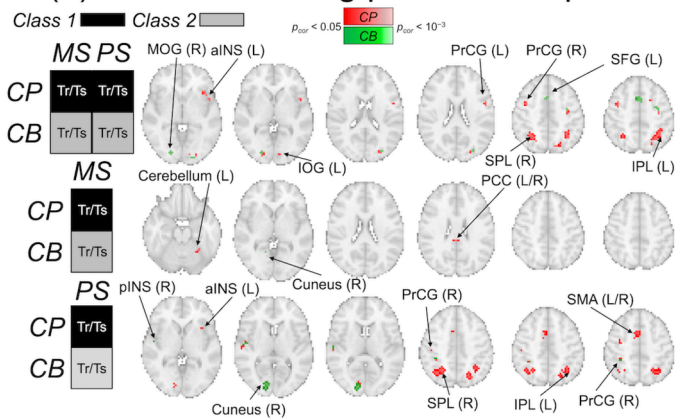 Class 1 Class 2
p_cor < 0.05 CP p_cor < 10⁻³
CB
MS PS
MOG (R) aINS (L) PrCG (L) PrCG (R) SFG (L)
CP Tr/Ts Tr/Ts
CB Tr/Ts Tr/Ts
IOG (L) SPL (R) IPL (L)
MS
Cerebellum (L) PCC (L/R)
CP Tr/Ts
CB Tr/Ts
Cuneus (R)
PS
pINS (R) aINS (L) PrCG (R) SMA (L/R)
CP Tr/Ts
CB Tr/Ts
Cuneus (R) SPL (R) IPL (L) PrCG (R)